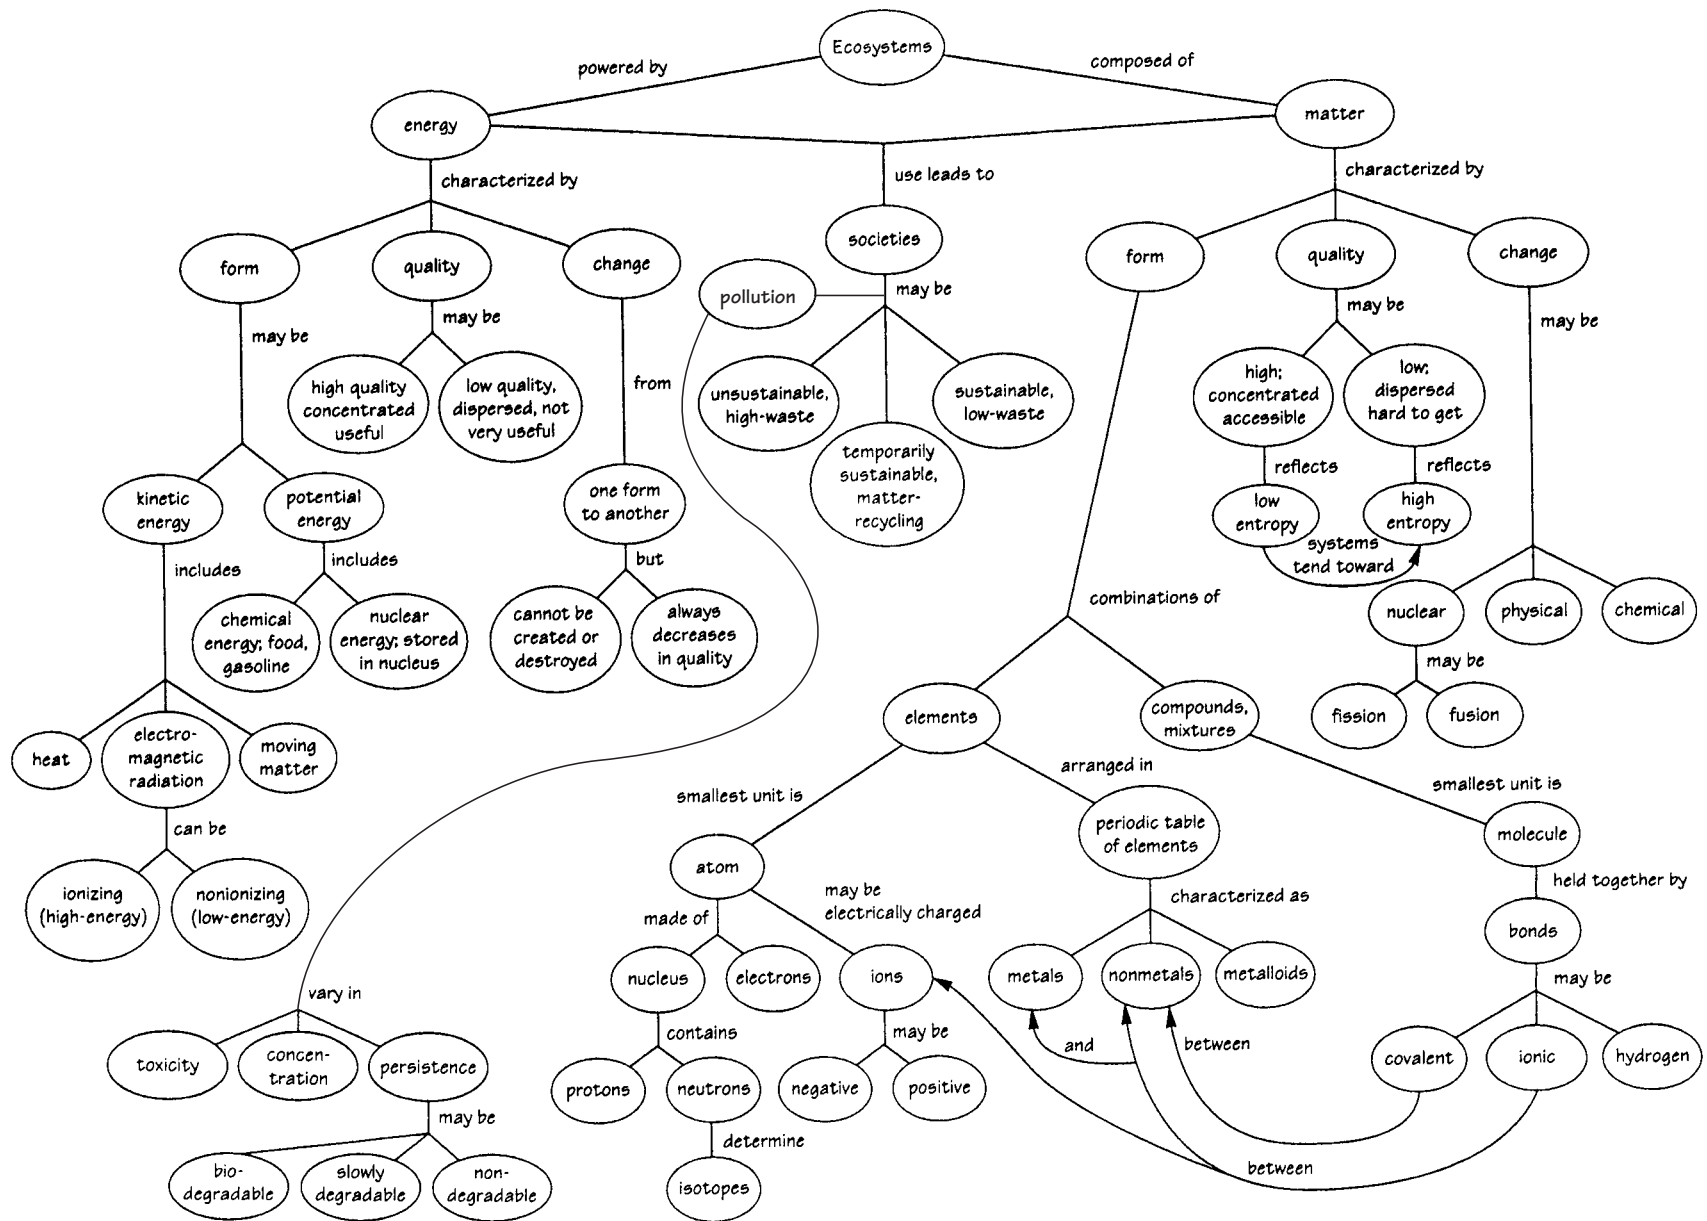 Ecosystems
powered by
composed of
energy
matter
characterized by
use leads to
characterized by
form
quality
change
societies
form
quality
change
pollution
may be
may be
may be
may be
may be
may be
high quality
concentrated
useful
low quality,
dispersed, not
very useful
from
unsustainable,
high-waste
sustainable,
low-waste
temporarily
sustainable,
matter-
recycling
high;
concentrated
accessible
low;
dispersed
hard to get
reflects
reflects
low
entropy
high
entropy
systems
tend toward
kinetic
energy
potential
energy
one form
to another
includes
includes
but
chemical
energy; food,
gasoline
nuclear
energy; stored
in nucleus
cannot be
created or
destroyed
always
decreases
in quality
combinations of
nuclear
physical
chemical
may be
fission
fusion
heat
electro-
magnetic
radiation
moving
matter
elements
compounds,
mixtures
can be
smallest unit is
arranged in
smallest unit is
ionizing
(high-energy)
nonionizing
(low-energy)
atom
periodic table
of elements
molecule
made of
may be
electrically charged
characterized as
held together by
nucleus
electrons
ions
metals
nonmetals
metalloids
bonds
vary in
contains
may be
may be
and
between
toxicity
concen-
tration
persistence
protons
neutrons
negative
positive
covalent
ionic
hydrogen
may be
determine
between
bio-
degradable
slowly
degradable
non-
degradable
isotopes